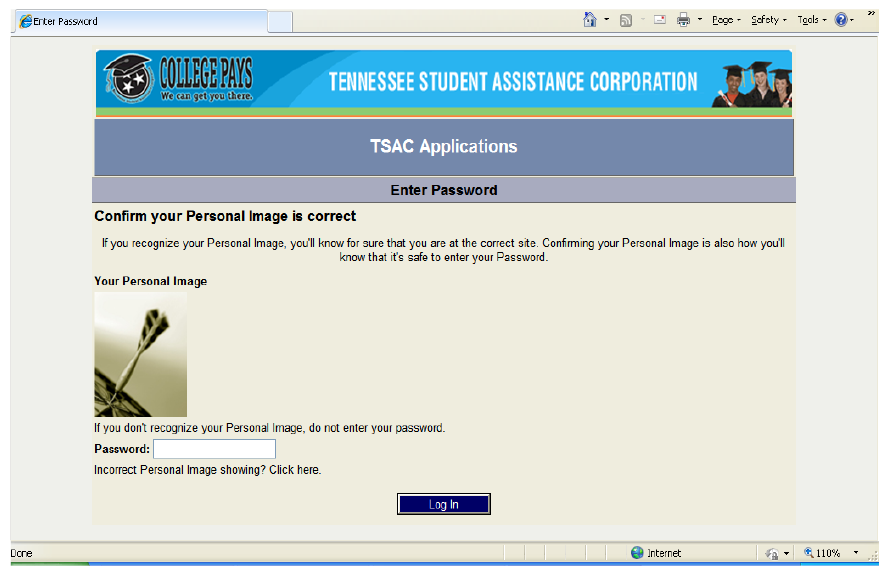 Enter Password
Page Safety Tools
COLLEGE PAYS
We can get you there.
TENNESSEE STUDENT ASSISTANCE CORPORATION
TSAC Applications
Enter Password
Confirm your Personal Image is correct
If you recognize your Personal Image, you'll know for sure that you are at the correct site. Confirming your Personal Image is also how you'll
know that it's safe to enter your Password.
Your Personal Image
If you don't recognize your Personal Image, do not enter your password.
Password:
Incorrect Personal Image showing? Click here.
Log In
Done Internet 110%